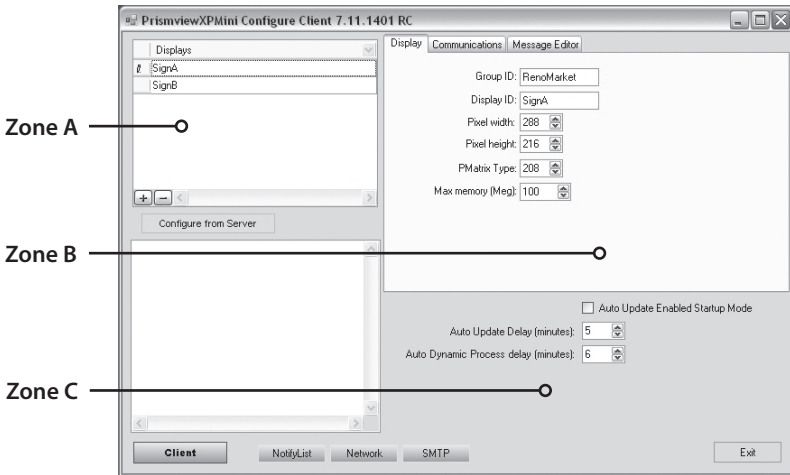 PrismviewXPMini Configure Client 7.11.1401 RC
Displays
SignA
SignB
Configure from Server
Display Communications Message Editor
Group ID: RenoMarket
Display ID: SignA
Pixel width: 288
Pixel height: 216
PMatrix Type: 208
Max memory (Meg): 100
Auto Update Enabled Startup Mode
Auto Update Delay (minutes): 5
Auto Dynamic Process delay (minutes): 6
Client NotifyList Network SMTP Exit
Zone A
Zone B
Zone C